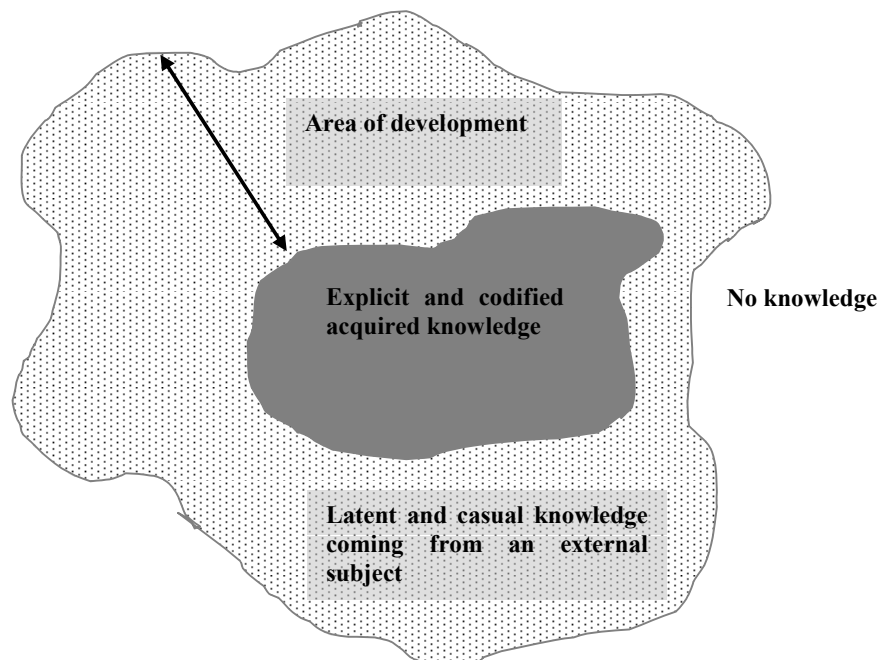 Area of development
Explicit and codified
acquired knowledge
No knowledge
Latent and casual knowledge
coming from an external
subject